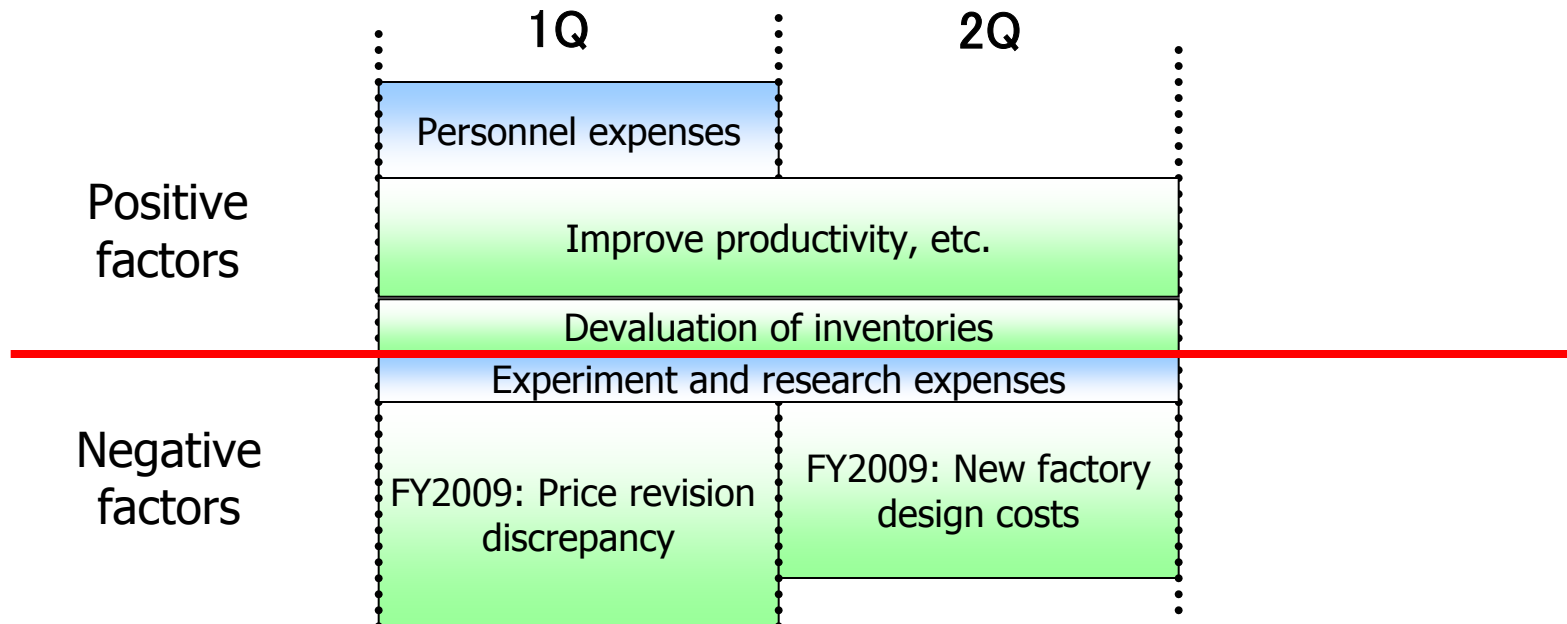 1Q
2Q
Personnel expenses
Positive
factors
Improve productivity, etc.
Devaluation of inventories
Experiment and research expenses
Negative
factors
FY2009: Price revision
discrepancy
FY2009: New factory
design costs